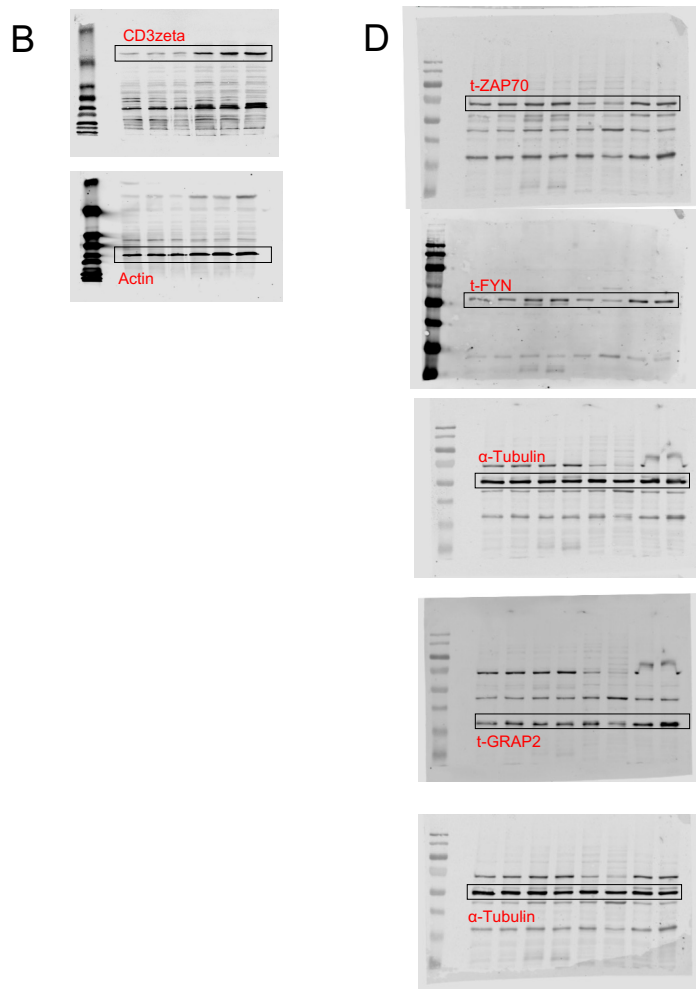 B
CD3zeta
Actin
D
t-ZAP70
t-FYN
α-Tubulin
t-GRAP2
α-Tubulin